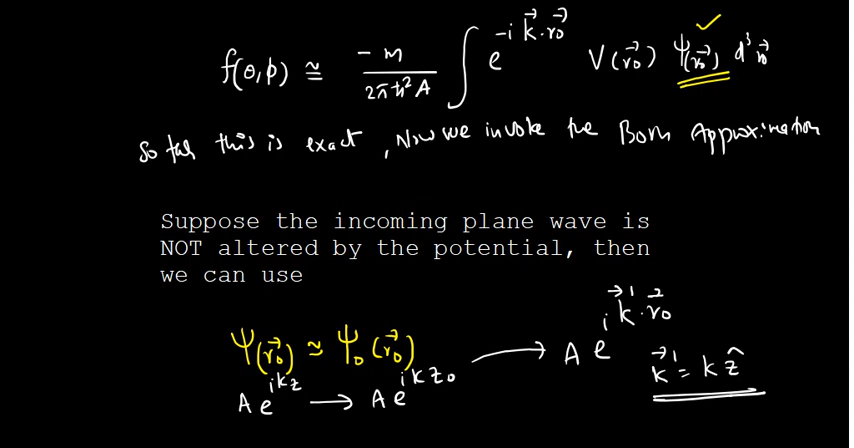 f(θ,φ) ≅ -m / 2πħ²A ∫ e^{-i k⃗·r⃗₀} V(r⃗₀) ψ(r⃗₀) d³r⃗₀
So far this is exact, Now we invoke the Born Approximation
Suppose the incoming plane wave is
NOT altered by the potential, then
we can use
ψ(r⃗₀) ≃ ψ₀(r⃗₀)
A e^{ikz} → A e^{ikz₀} → A e^{i k⃗'·r⃗₀}
k⃗' = k ẑ